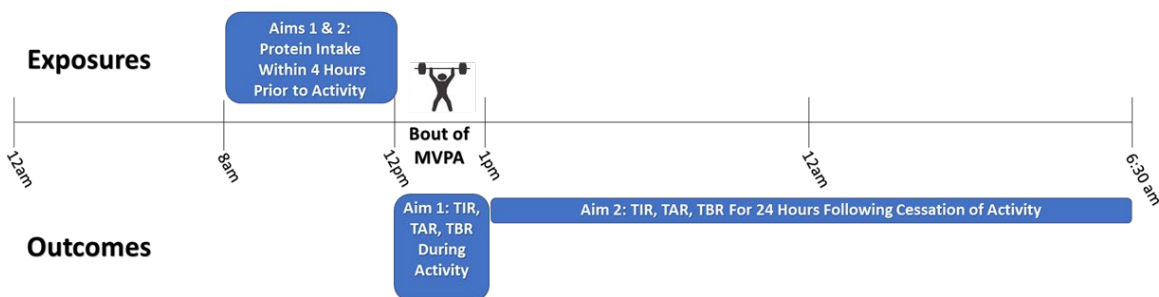 Aims 1 & 2:
Protein Intake
Within 4 Hours
Prior to Activity
Exposures
Bout of
MVPA
12am
8am
12pm
1pm
12am
6:30 am
Aim 1: TIR,
TAR, TBR
During
Activity
Aim 2: TIR, TAR, TBR For 24 Hours Following Cessation of Activity
Outcomes